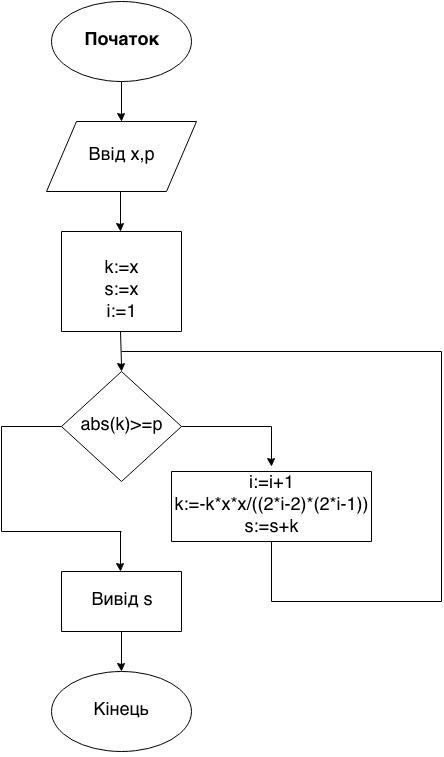 Початок
Ввід x,p
k:=x
s:=x
i:=1
abs(k)>=p
i:=i+1
k:=-k*x*x/((2*i-2)*(2*i-1))
s:=s+k
Вивід s
Кінець